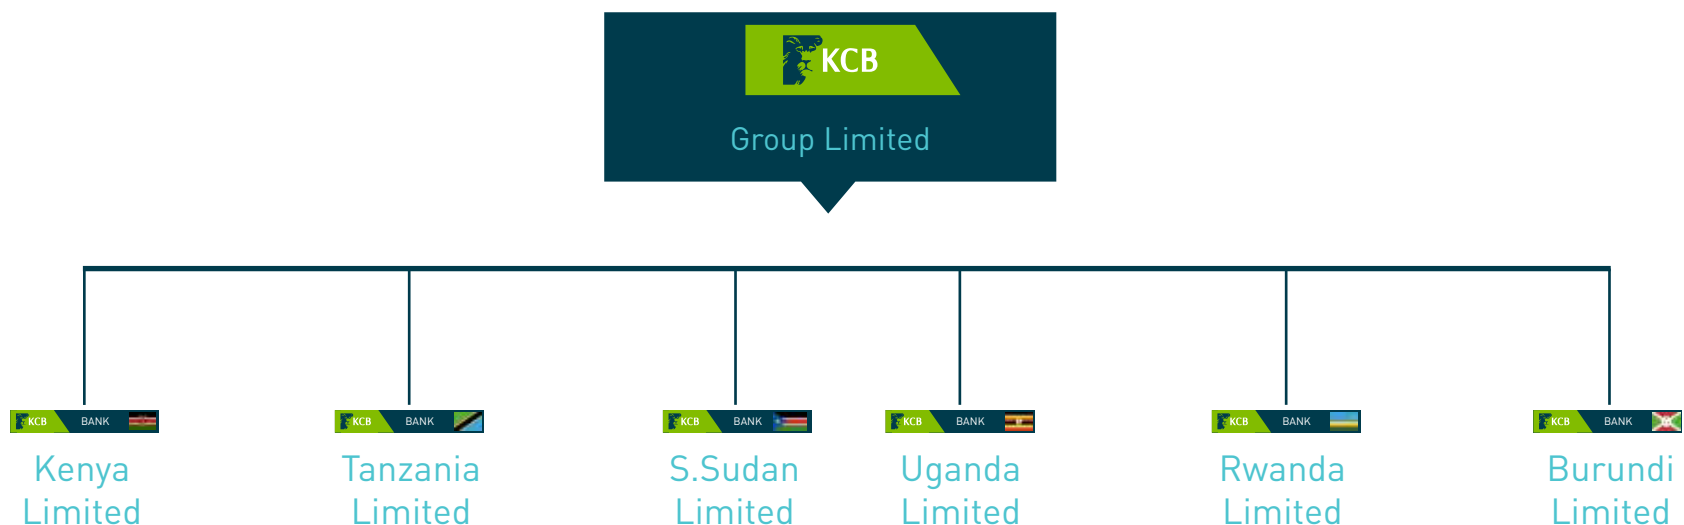 KCB
Group Limited
KCB BANK
Kenya
Limited
KCB BANK
Tanzania
Limited
KCB BANK
S.Sudan
Limited
KCB BANK
Uganda
Limited
KCB BANK
Rwanda
Limited
KCB BANK
Burundi
Limited